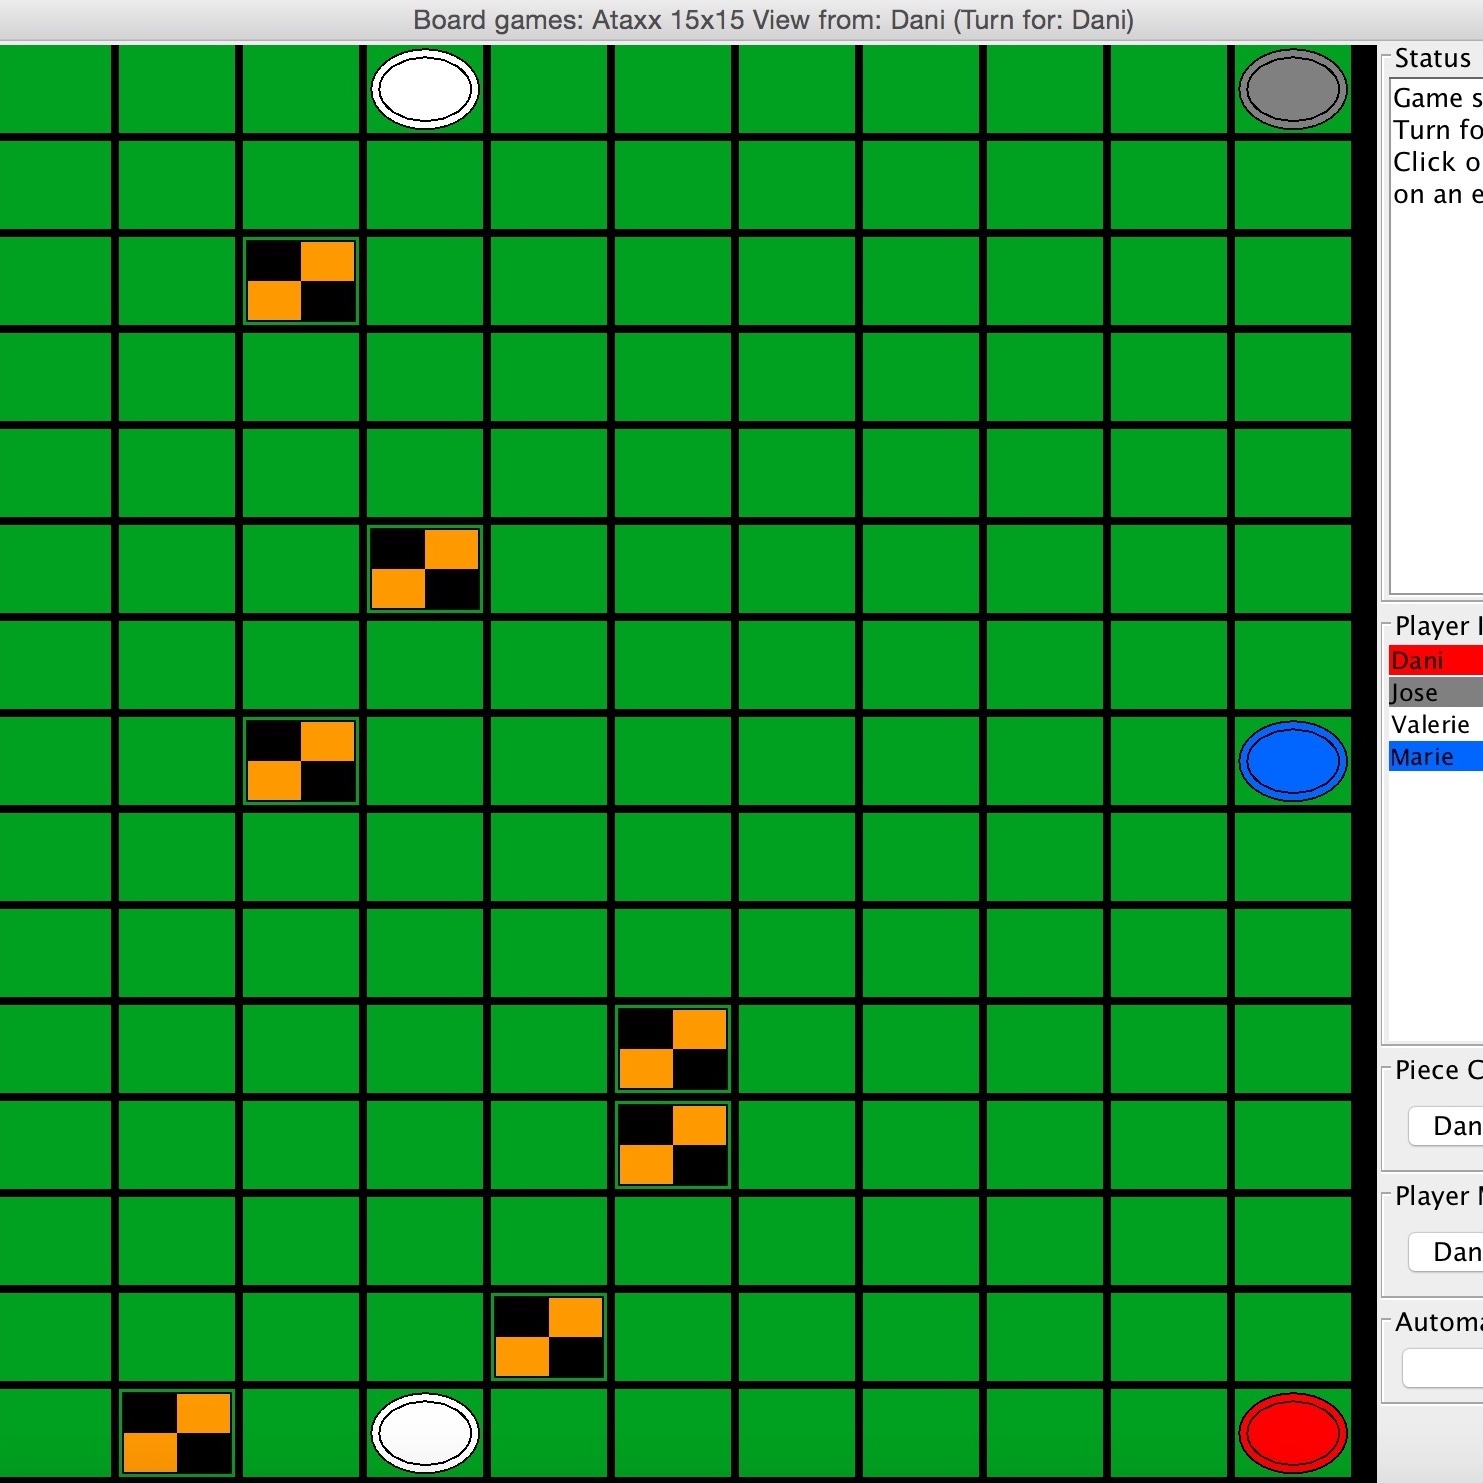 Board games: Ataxx 15x15 View from: Dani (Turn for: Dani)
Status
Game s
Turn fo
Click o
on an e
Player I
Dani
Jose
Valerie
Marie
Piece C
Dan
Player
Dan
Automa